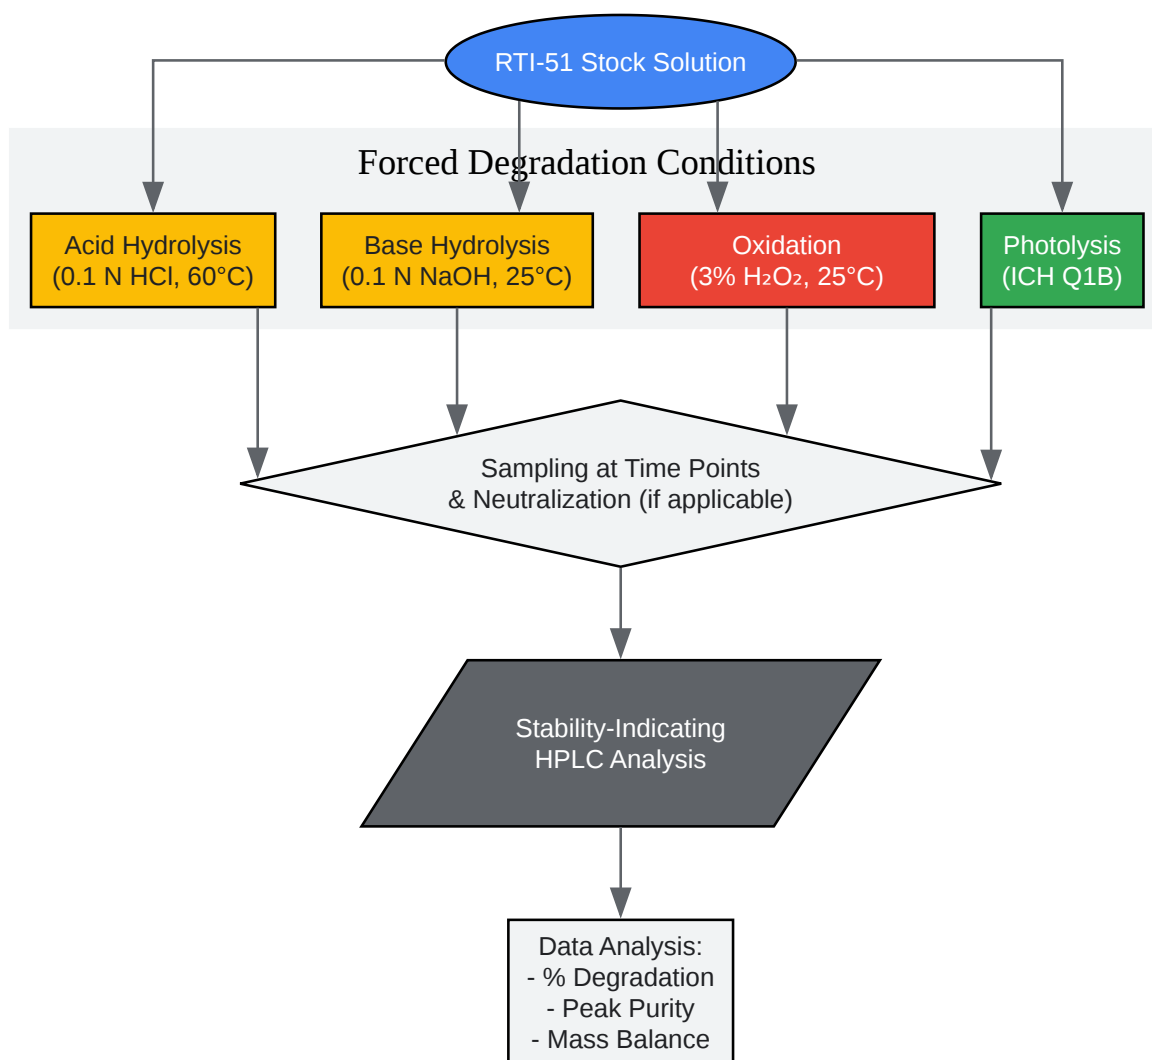 RTI-51 Stock Solution
Forced Degradation Conditions
Acid Hydrolysis
(0.1 N HCl, 60°C)
Base Hydrolysis
(0.1 N NaOH, 25°C)
Oxidation
(3% H₂O₂, 25°C)
Photolysis
(ICH Q1B)
Sampling at Time Points
& Neutralization (if applicable)
Stability-Indicating
HPLC Analysis
Data Analysis:
- % Degradation
- Peak Purity
- Mass Balance